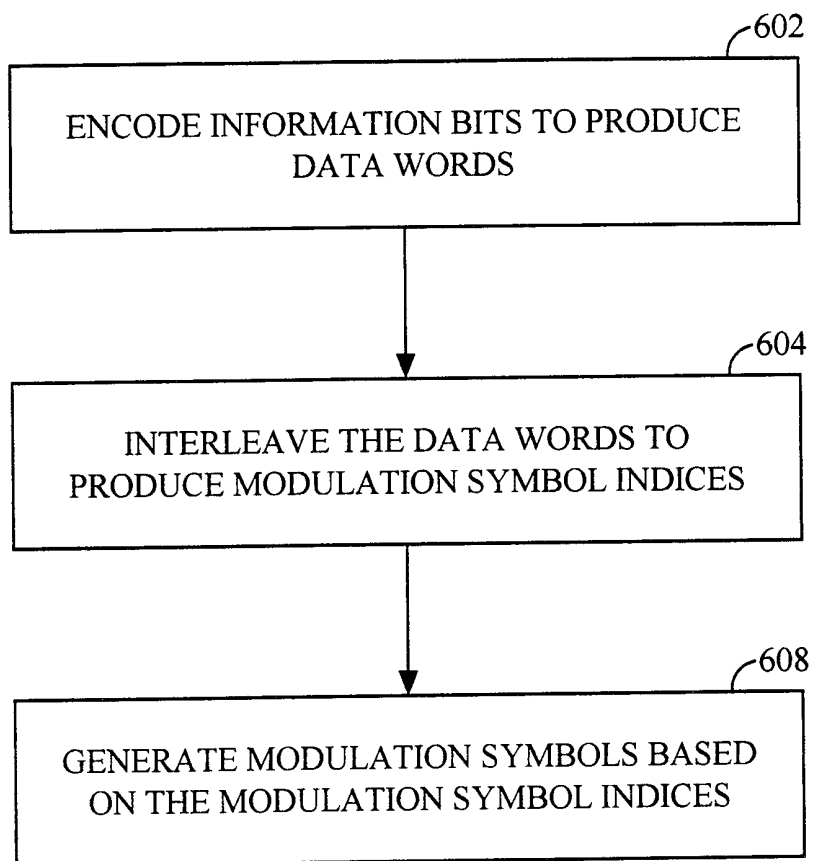 602
ENCODE INFORMATION BITS TO PRODUCE
DATA WORDS
604
INTERLEAVE THE DATA WORDS TO
PRODUCE MODULATION SYMBOL INDICES
608
GENERATE MODULATION SYMBOLS BASED
ON THE MODULATION SYMBOL INDICES